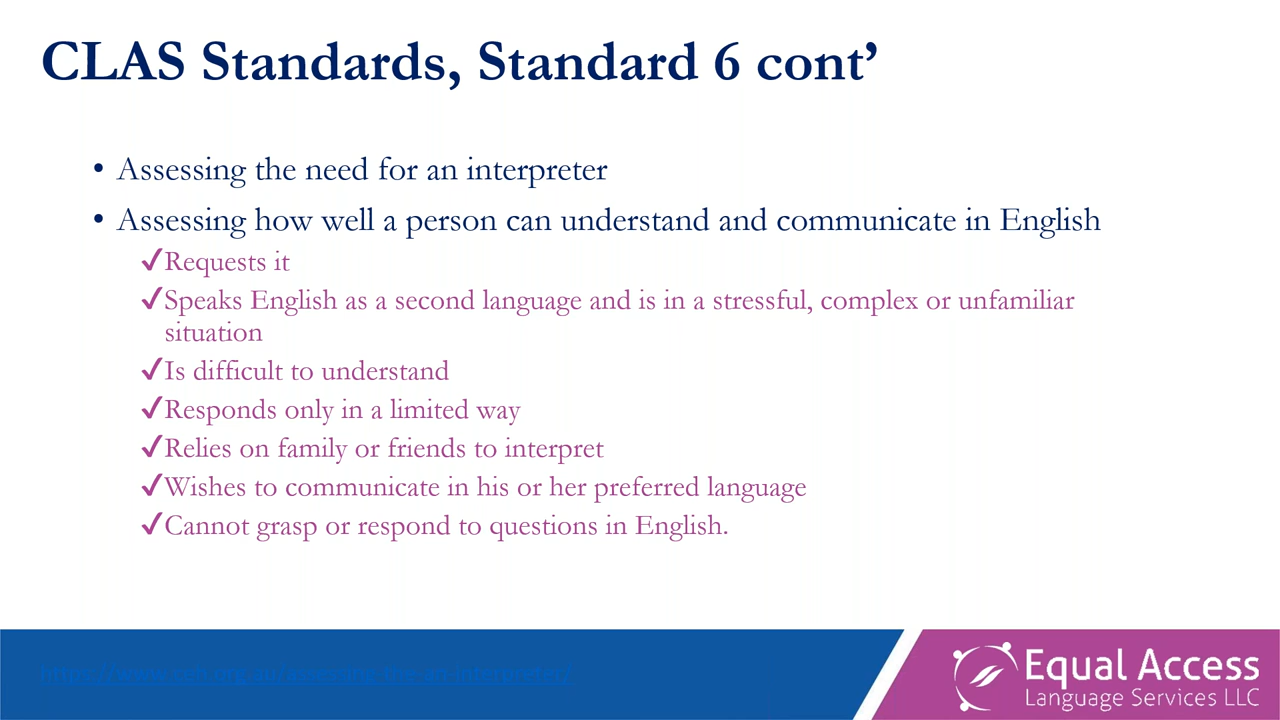 CLAS Standards, Standard 6 cont’
• Assessing the need for an interpreter
• Assessing how well a person can understand and communicate in English
✓Requests it
✓Speaks English as a second language and is in a stressful, complex or unfamiliar
situation
✓Is difficult to understand
✓Responds only in a limited way
✓Relies on family or friends to interpret
✓Wishes to communicate in his or her preferred language
✓Cannot grasp or respond to questions in English.
Equal Access
Language Services LLC